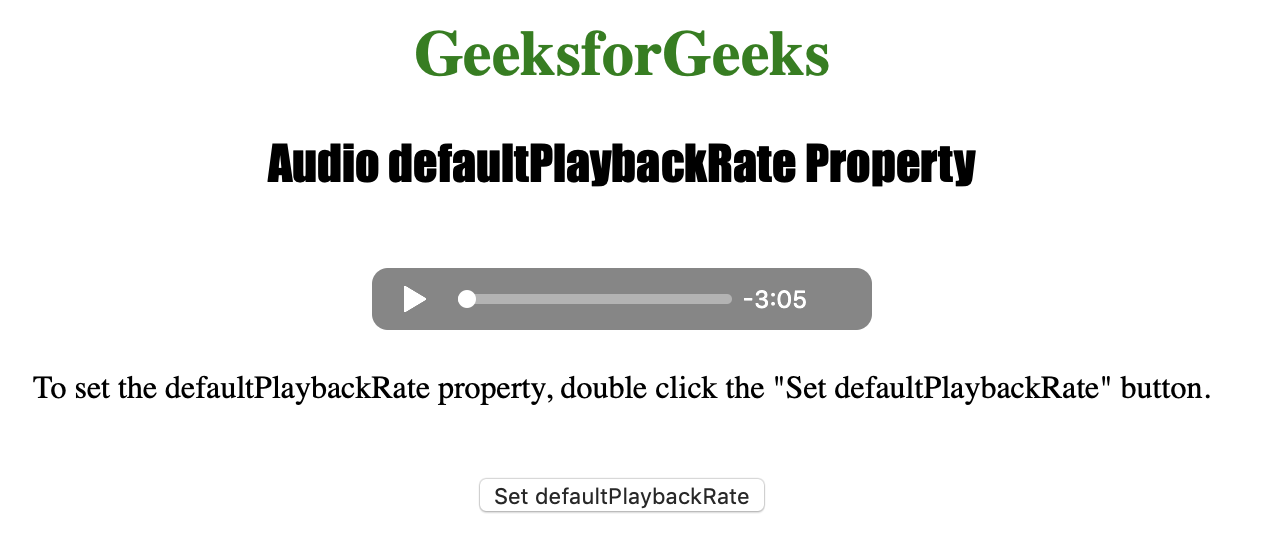 GeeksforGeeks
Audio defaultPlaybackRate Property
-3:05
To set the defaultPlaybackRate property, double click the "Set defaultPlaybackRate" button.
Set defaultPlaybackRate